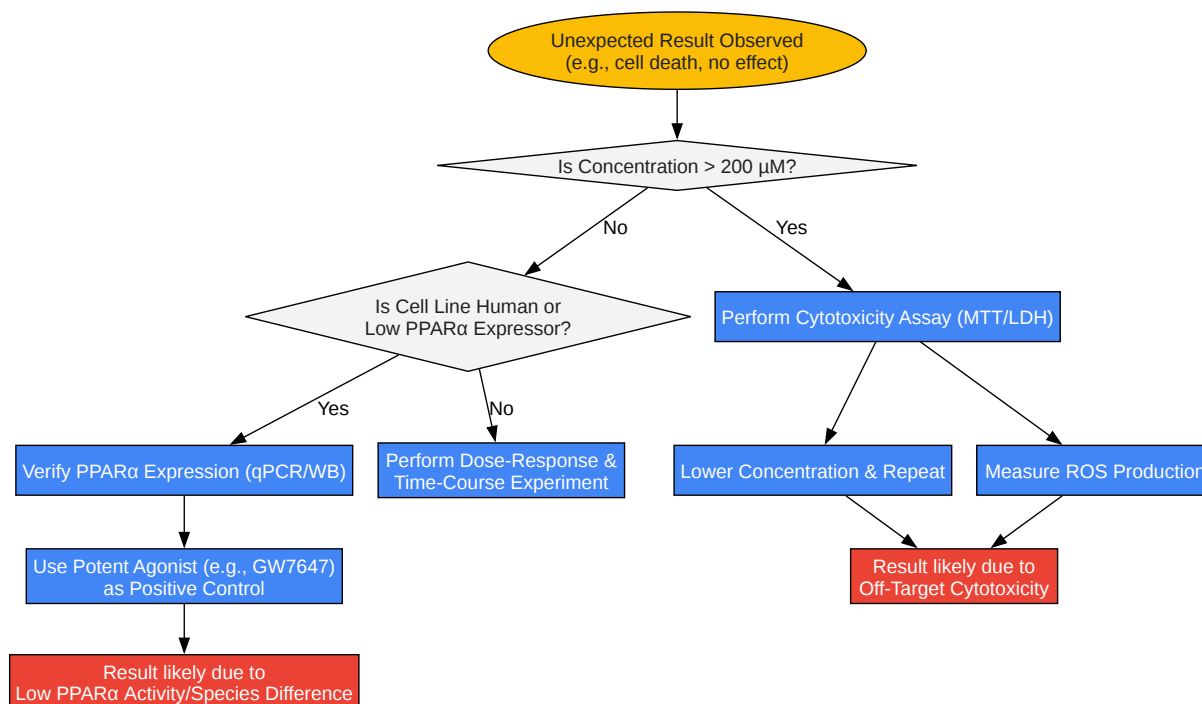 Unexpected Result Observed
(e.g., cell death, no effect)
Is Concentration > 200 µM?
No
Yes
Is Cell Line Human or
Low PPARα Expressor?
Perform Cytotoxicity Assay (MTT/LDH)
Yes
No
Verify PPARα Expression (qPCR/WB)
Perform Dose-Response &
Time-Course Experiment
Lower Concentration & Repeat
Measure ROS Production
Use Potent Agonist (e.g., GW7647)
as Positive Control
Result likely due to
Off-Target Cytotoxicity
Result likely due to
Low PPARα Activity/Species Difference